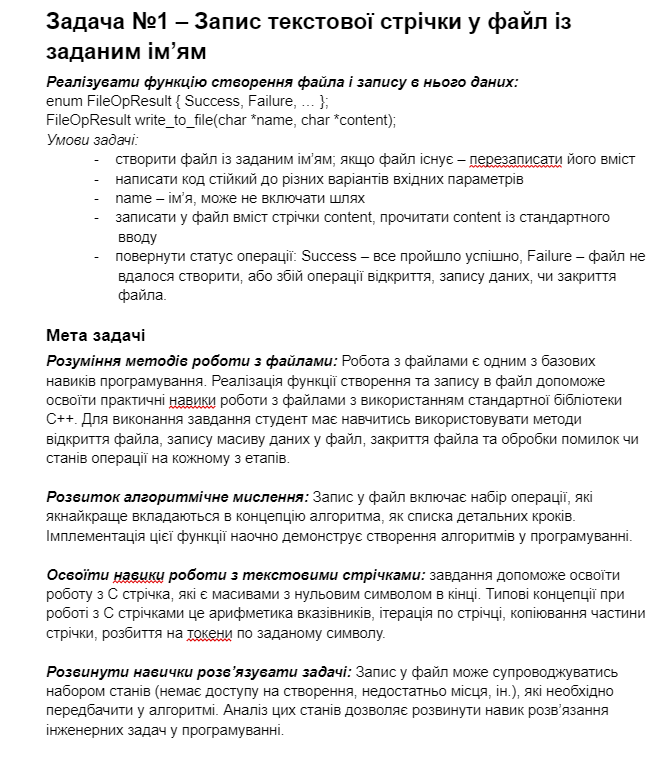 Задача №1 – Запис текстової стрічки у файл із
заданим ім’ям
Реалізувати функцію створення файла і запису в нього даних:
enum FileOpResult { Success, Failure, … };
FileOpResult write_to_file(char *name, char *content);
Умови задачі:
- створити файл із заданим ім’ям; якщо файл існує – перезаписати його вміст
- написати код стійкий до різних варіантів вхідних параметрів
- name – ім’я, може не включати шлях
- записати у файл вміст стрічки content, прочитати content із стандартного
вводу
- повернути статус операції: Success – все пройшло успішно, Failure – файл не
вдалося створити, або збій операції відкриття, запису даних, чи закриття
файла.
Мета задачі
Розуміння методів роботи з файлами: Робота з файлами є одним з базових
навиків програмування. Реалізація функції створення та запису в файл допоможе
освоїти практичні навики роботи з файлами з використанням стандартної бібліотеки
C++. Для виконання завдання студент має навчитись використовувати методи
відкриття файла, запису масиву даних у файл, закриття файла та обробки помилок чи
станів операції на кожному з етапів.
Розвиток алгоритмічне мислення: Запис у файл включає набір операції, які
якнайкраще вкладаються в концепцію алгоритма, як списка детальних кроків.
Імплементація цієї функції наочно демонструє створення алгоритмів у програмуванні.
Освоїти навики роботи з текстовими стрічками: завдання допоможе освоїти
роботу з C стрічка, які є масивами з нульовим символом в кінці. Типові концепції при
роботі з C стрічками це арифметика вказівників, ітерація по стрічці, копіювання частини
стрічки, розбиття на токени по заданому символу.
Розвинути навички розв’язувати задачі: Запис у файл може супроводжуватись
набором станів (немає доступу на створення, недостатньо місця, ін.), які необхідно
передбачити у алгоритмі. Аналіз цих станів дозволяє розвинути навик розв’язання
інженерних задач у програмуванні.